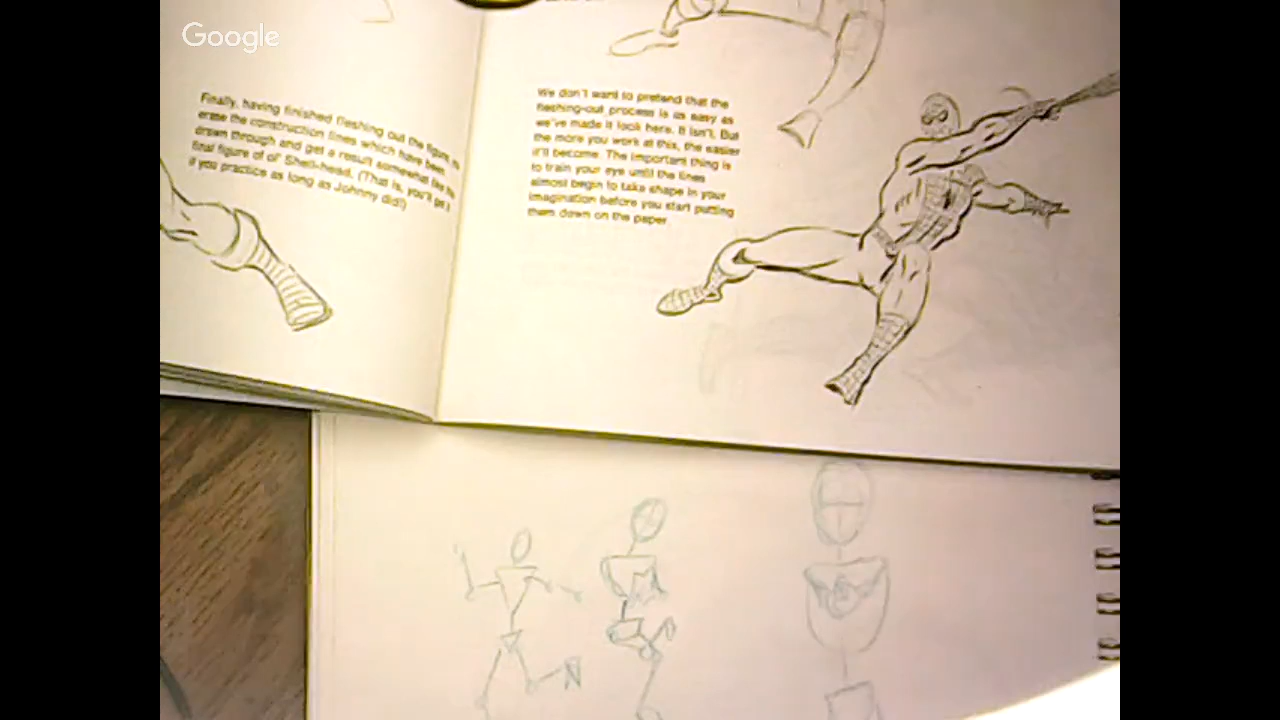 Google
Finally, having finished fleshing out the figure,
erase the construction lines which have been
drawn through and get a result somewhat like
final figure of ol' Shell-head. (That is, you'll get it
if you practice as long as Johnny did!)
We don't want to pretend that the
fleshing-out process is as easy as
we've made it look here. It isn't. But
the more you work at this, the easier
it'll become. The important thing is
to train your eye until the lines
almost begin to take shape in your
imagination before you start putting
them down on the paper.